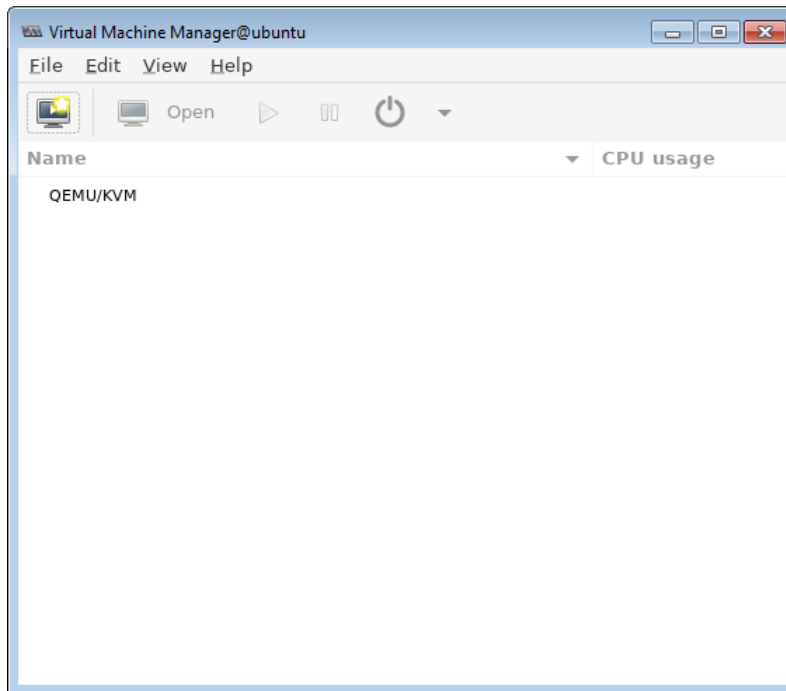 Virtual Machine Manager@ubuntu
File Edit View Help
Open
Name CPU usage
QEMU/KVM